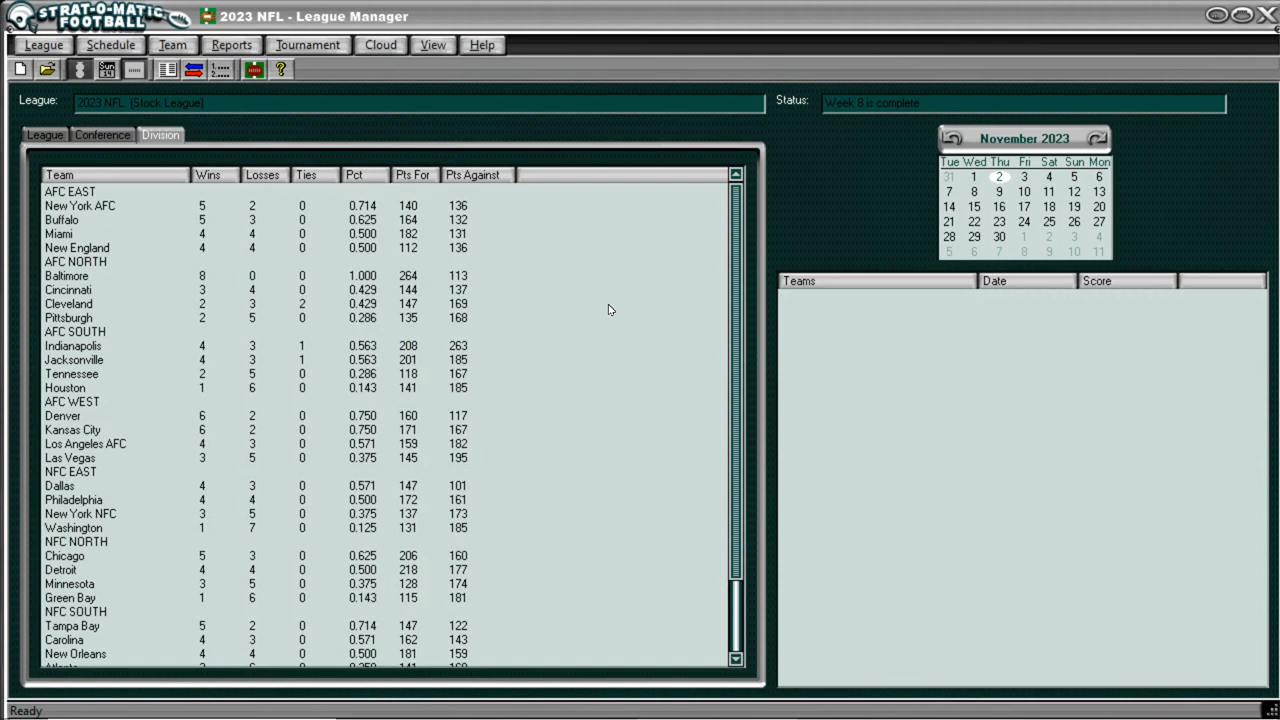 STRAT-O-MATIC
FOOTBALL
2023 NFL - League Manager
League Schedule Team Reports Tournament Cloud View Help
League: 2023 NFL (Stock League) Status: Week 8 is complete
League Conference Division
November 2023
Tue Wed Thu Fri Sat Sun Mon
31 1 2 3 4 5 6
7 8 9 10 11 12 13
14 15 16 17 18 19 20
21 22 23 24 25 26 27
28 29 30 1 2 3 4
5 6 7 8 9 10 11
Team Wins Losses Ties Pct Pts For Pts Against
AFC EAST
New York AFC 5 2 0 0.714 140 136
Buffalo 5 3 0 0.625 164 132
Miami 4 4 0 0.500 182 131
New England 4 4 0 0.500 112 136
AFC NORTH
Baltimore 8 0 0 1.000 264 113
Cincinnati 3 4 0 0.429 144 137
Cleveland 2 3 2 0.429 147 169
Pittsburgh 2 5 0 0.286 135 168
AFC SOUTH
Indianapolis 4 3 1 0.563 208 263
Jacksonville 4 3 1 0.563 201 185
Tennessee 2 5 0 0.286 118 167
Houston 1 6 0 0.143 141 185
AFC WEST
Denver 6 2 0 0.750 160 117
Kansas City 6 2 0 0.750 171 167
Los Angeles AFC 4 3 0 0.571 159 182
Las Vegas 3 5 0 0.375 145 195
NFC EAST
Dallas 4 3 0 0.571 147 101
Philadelphia 4 4 0 0.500 172 161
New York NFC 3 5 0 0.375 137 173
Washington 1 7 0 0.125 131 185
NFC NORTH
Chicago 5 3 0 0.625 206 160
Detroit 4 4 0 0.500 218 177
Minnesota 3 5 0 0.375 128 174
Green Bay 1 6 0 0.143 115 181
NFC SOUTH
Tampa Bay 5 2 0 0.714 147 122
Carolina 4 3 0 0.571 162 143
New Orleans 4 4 0 0.500 181 159
Teams Date Score
Ready